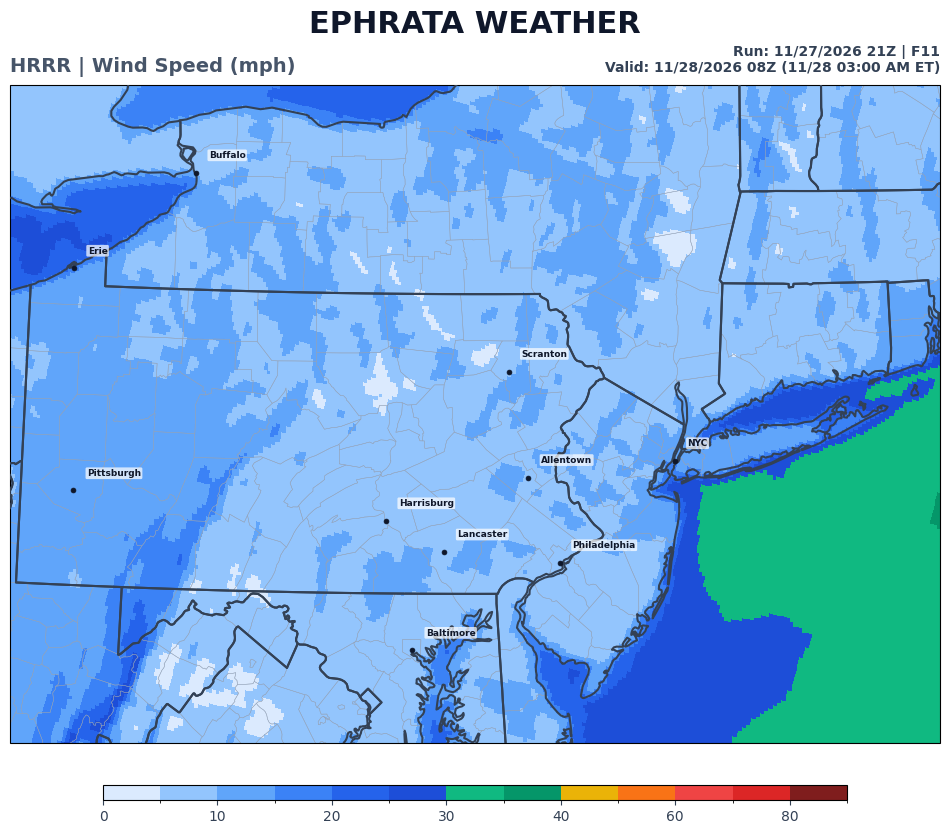 EPHRATA WEATHER
HRRR | Wind Speed (mph)
Run: 11/27/2026 21Z | F11
Valid: 11/28/2026 08Z (11/28 03:00 AM ET)
Buffalo
Erie
Scranton
NYC
Allentown
Pittsburgh
Harrisburg
Lancaster
Philadelphia
Baltimore
0 10 20 30 40 50 60 70 80